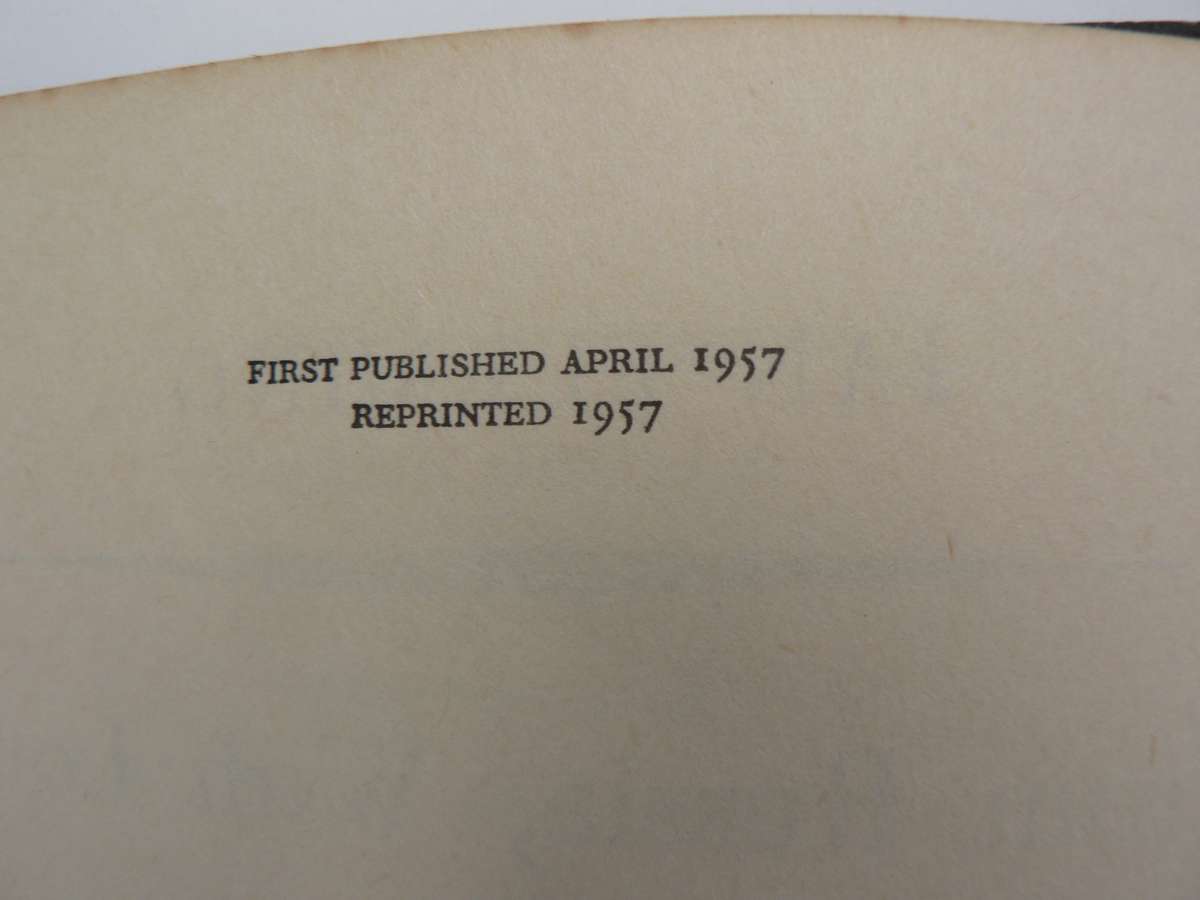 FIRST PUBLISHED APRIL 1957
REPRINTED 1957